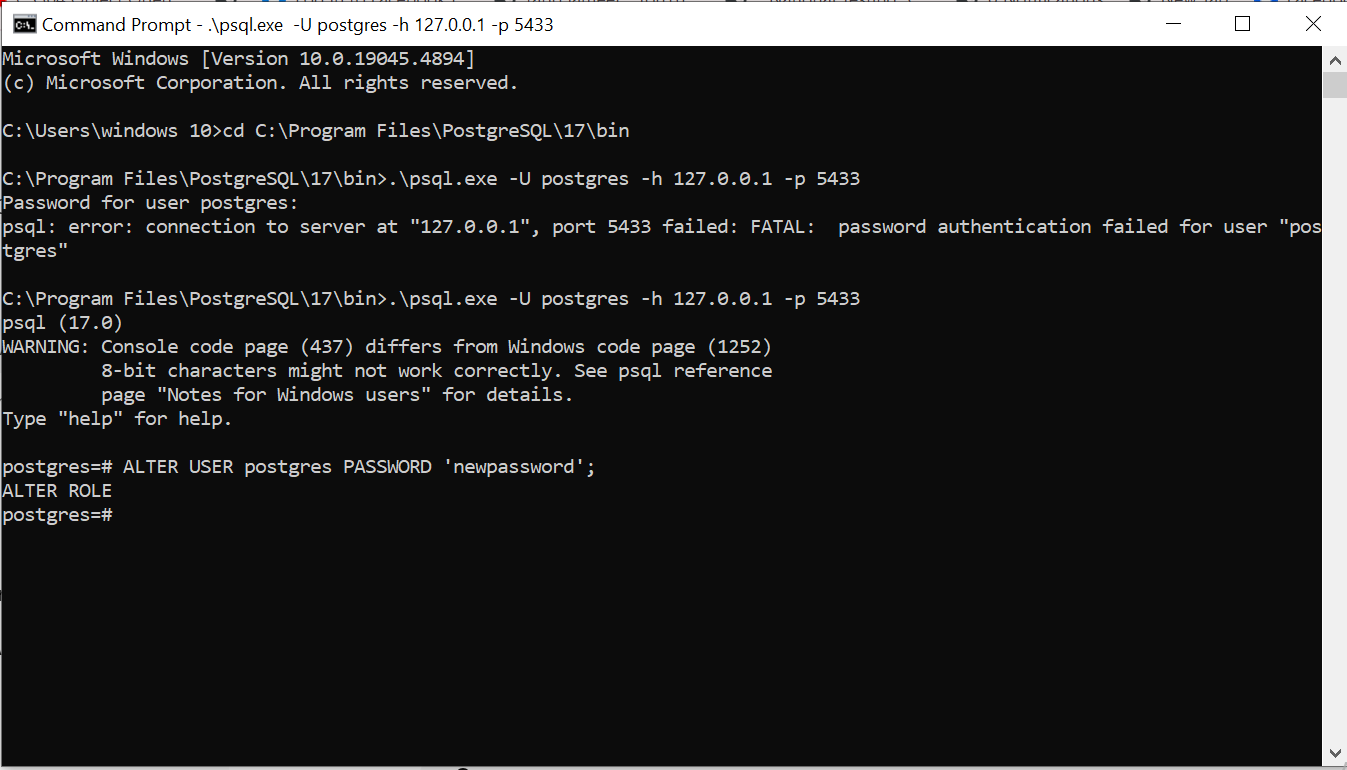 Command Prompt - .\psql.exe  -U postgres -h 127.0.0.1 -p 5433
Microsoft Windows [Version 10.0.19045.4894]
(c) Microsoft Corporation. All rights reserved.
C:\Users\windows 10>cd C:\Program Files\PostgreSQL\17\bin
C:\Program Files\PostgreSQL\17\bin>.\psql.exe -U postgres -h 127.0.0.1 -p 5433
Password for user postgres:
psql: error: connection to server at "127.0.0.1", port 5433 failed: FATAL:  password authentication failed for user "pos
tgres"
C:\Program Files\PostgreSQL\17\bin>.\psql.exe -U postgres -h 127.0.0.1 -p 5433
psql (17.0)
WARNING: Console code page (437) differs from Windows code page (1252)
         8-bit characters might not work correctly. See psql reference
         page "Notes for Windows users" for details.
Type "help" for help.
postgres=# ALTER USER postgres PASSWORD 'newpassword';
ALTER ROLE
postgres=#